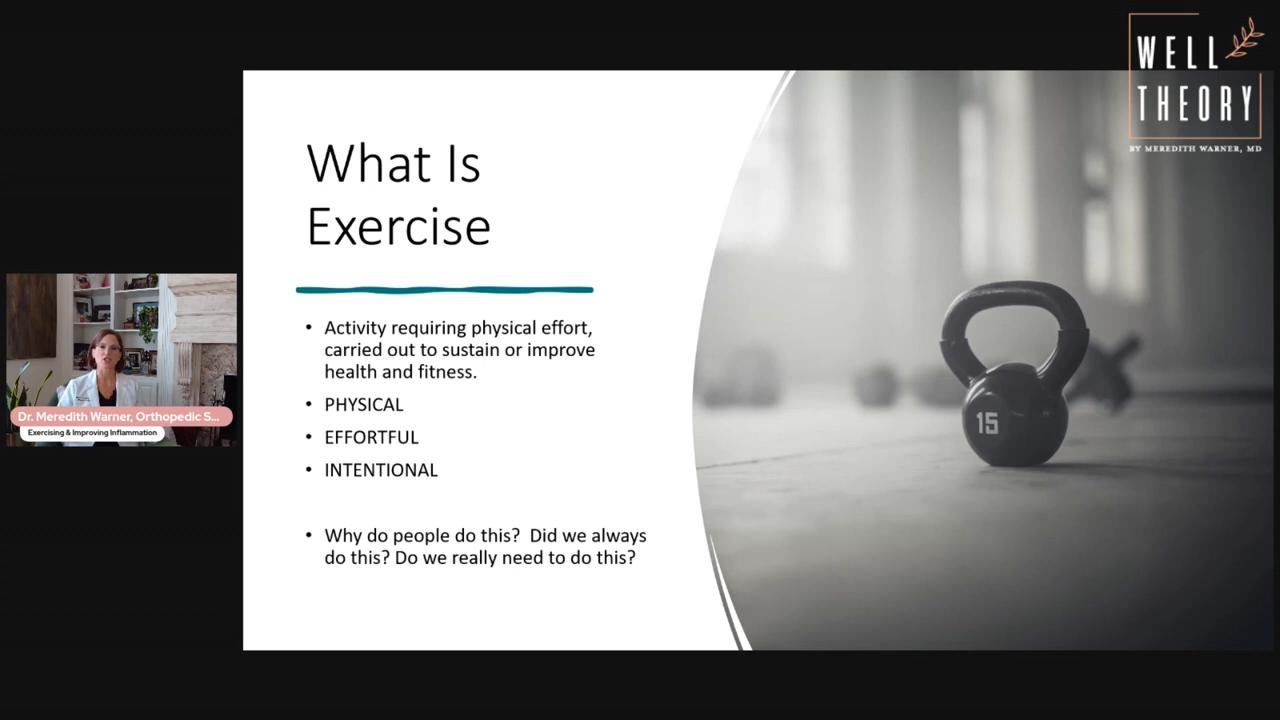 WELL
THEORY
BY MEREDITH WARNER, MD
What Is
Exercise
• Activity requiring physical effort,
carried out to sustain or improve
health and fitness.
• PHYSICAL
• EFFORTFUL
• INTENTIONAL
• Why do people do this?  Did we always
do this? Do we really need to do this?
15
Dr. Meredith Warner, Orthopedic S...
Exercising & Improving Inflammation